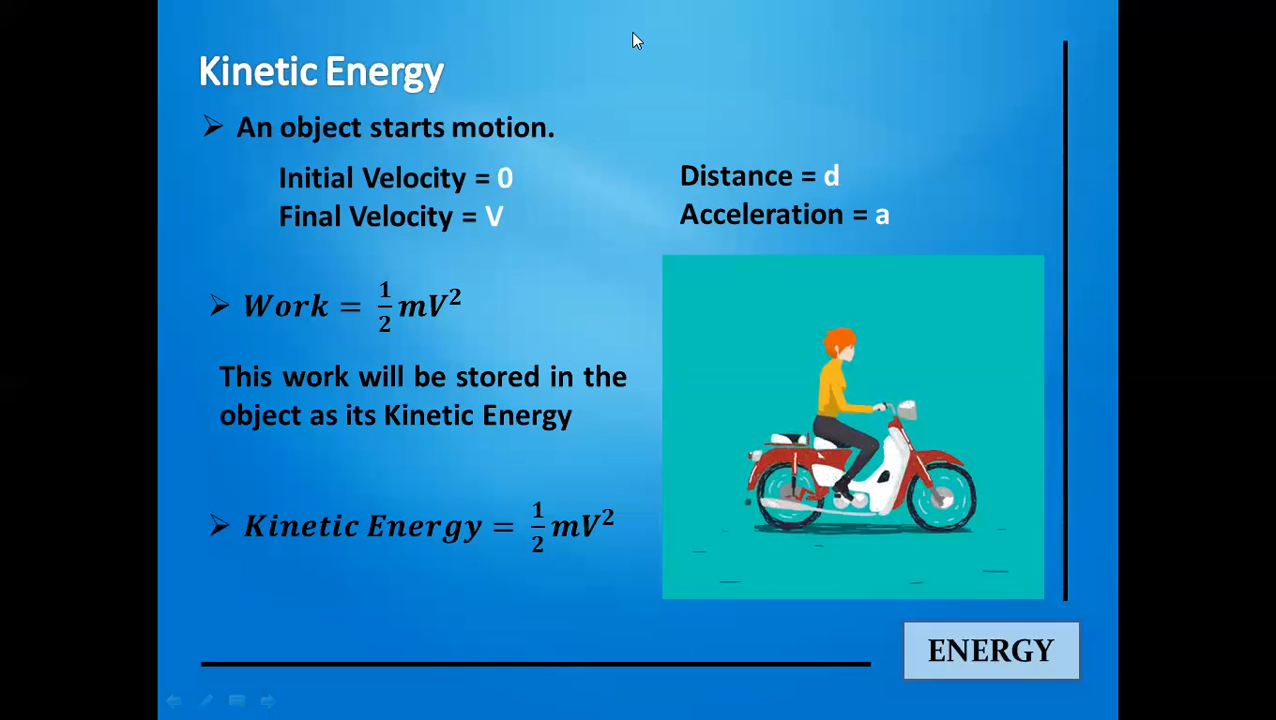 Kinetic Energy
➢ An object starts motion.
Initial Velocity = 0
Final Velocity = V
Distance = d
Acceleration = a
➢ Work = 1/2 mV²
This work will be stored in the
object as its Kinetic Energy
➢ Kinetic Energy = 1/2 mV²
ENERGY